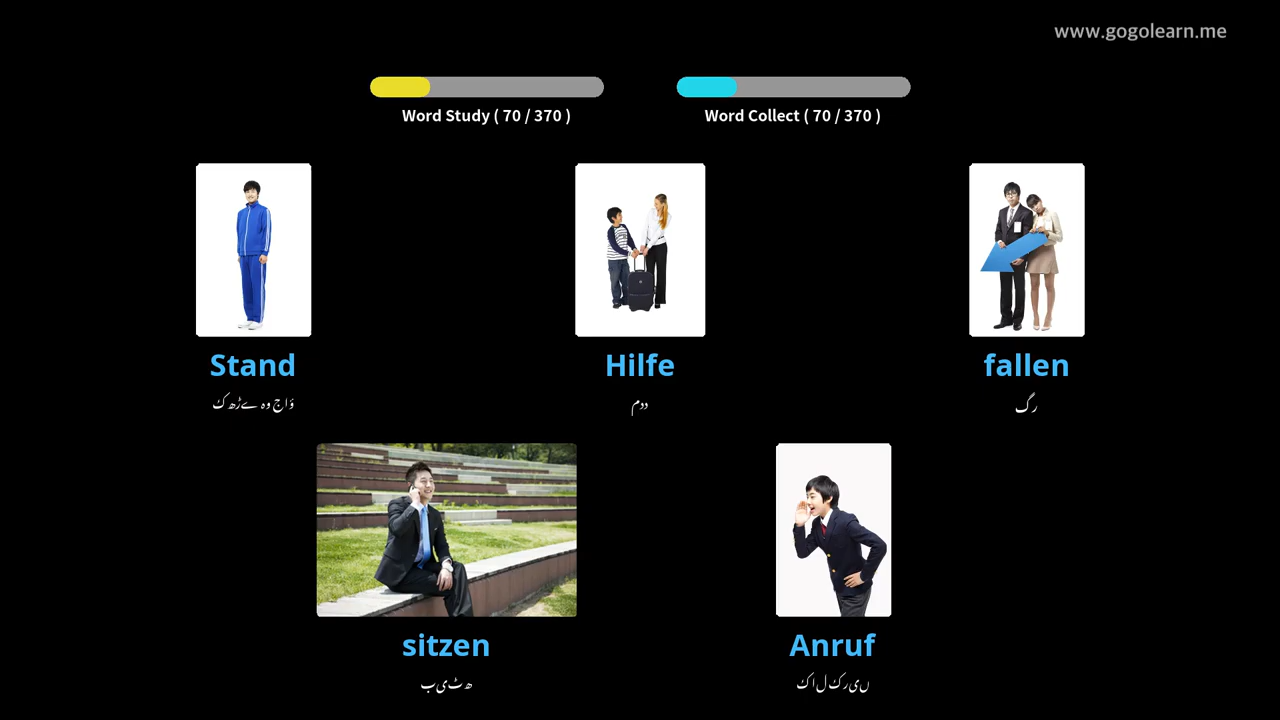 www.gogolearn.me
Word Study ( 70 / 370 )
Word Collect ( 70 / 370 )
Stand
ؤاج وہ ےڑھک
Hilfe
ددم
fallen
رگ
sitzen
ھٹیب
Anruf
ںیرک لاک